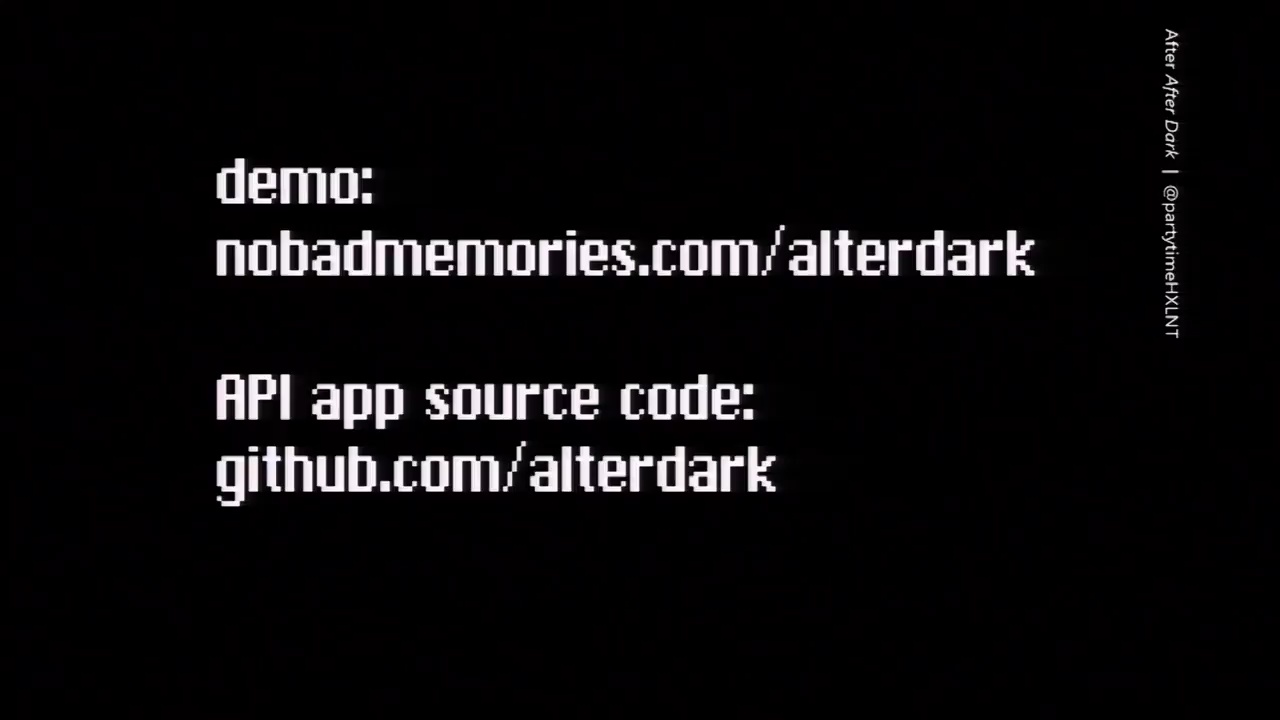 demo:
nobadmemories.com/alterdark
API app source code:
github.com/alterdark
After After Dark | @partytimeHXLNT